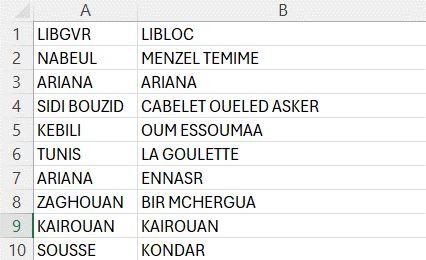 A B
1 LIBGVR LIBLOC
2 NABEUL MENZEL TEMIME
3 ARIANA ARIANA
4 SIDI BOUZID CABELET OUELED ASKER
5 KEBILI OUM ESSOUMAA
6 TUNIS LA GOULETTE
7 ARIANA ENNASR
8 ZAGHOUAN BIR MCHERGUA
9 KAIROUAN KAIROUAN
10 SOUSSE KONDAR